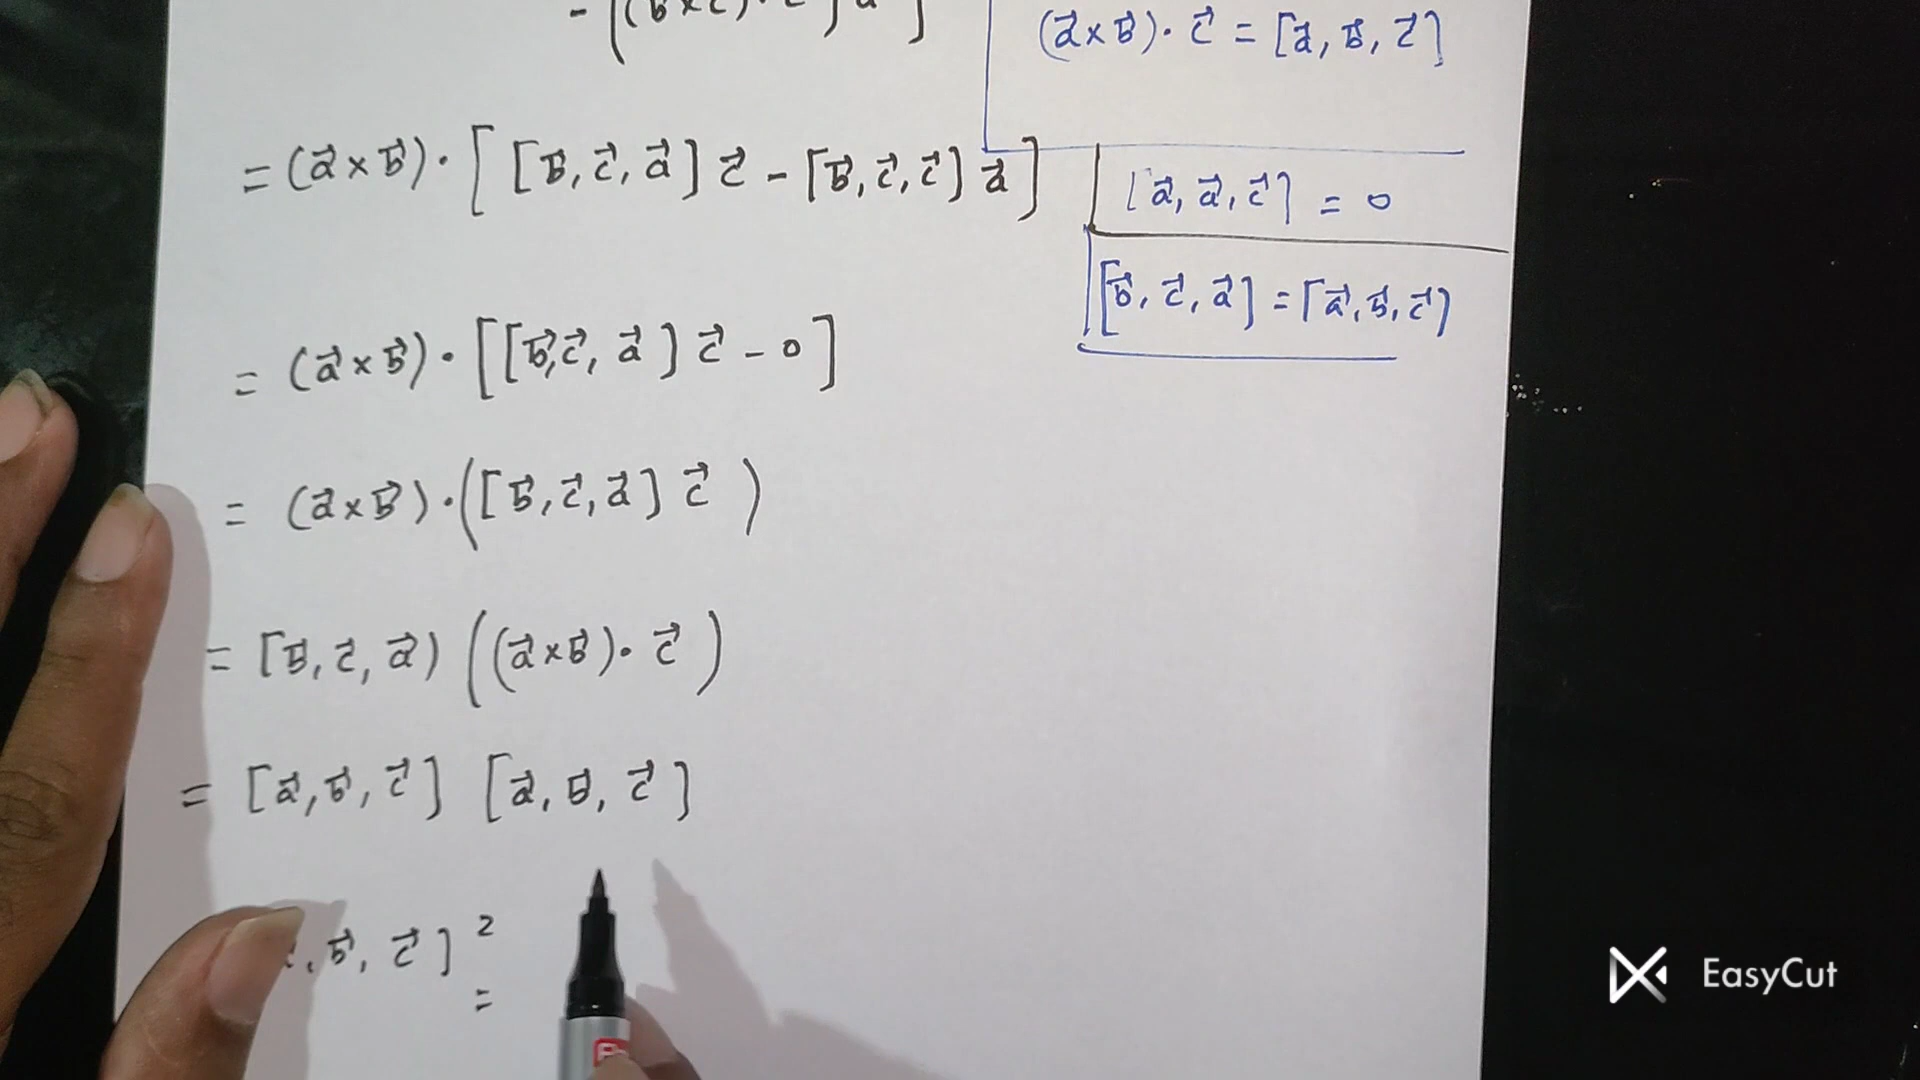 - [((b⃗×c⃗)·c⃗) a⃗]
(a⃗×b⃗)·c⃗ = [a⃗, b⃗, c⃗]
= (a⃗×b⃗)·[[b⃗, c⃗, a⃗] c⃗ - [b⃗, c⃗, c⃗] a⃗]
[a⃗, a⃗, c⃗] = 0
[b⃗, c⃗, a⃗] = [a⃗, b⃗, c⃗]
= (a⃗×b⃗)·[[b⃗, c⃗, a⃗] c⃗ - 0]
= (a⃗×b⃗)·([b⃗, c⃗, a⃗] c⃗)
= [b⃗, c⃗, a⃗) ((a⃗×b⃗)·c⃗)
= [a⃗, b⃗, c⃗] [a⃗, b⃗, c⃗]
, b⃗, c⃗]²
=
EasyCut